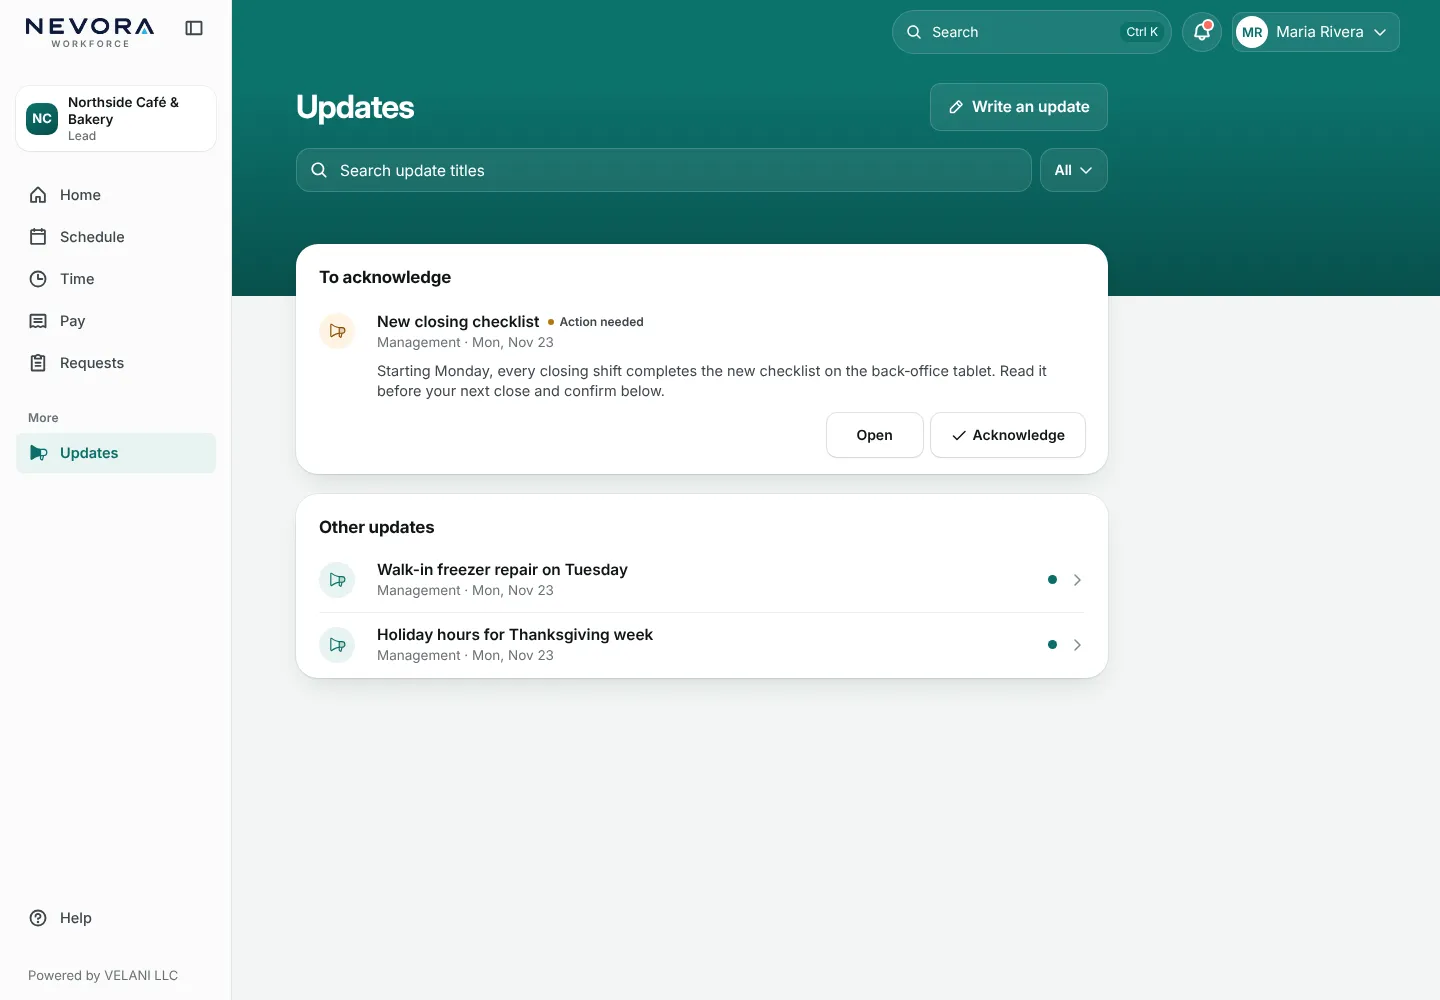 NEVORA
WORKFORCE
Search
Ctrl K
MR
Maria Rivera
NC
Northside Café &
Bakery
Lead
Home
Schedule
Time
Pay
Requests
More
Updates
Help
Powered by VELANI LLC
Updates
Write an update
Search update titles
All
To acknowledge
New closing checklist
Action needed
Management · Mon, Nov 23
Starting Monday, every closing shift completes the new checklist on the back-office tablet. Read it
before your next close and confirm below.
Open
Acknowledge
Other updates
Walk-in freezer repair on Tuesday
Management · Mon, Nov 23
Holiday hours for Thanksgiving week
Management · Mon, Nov 23